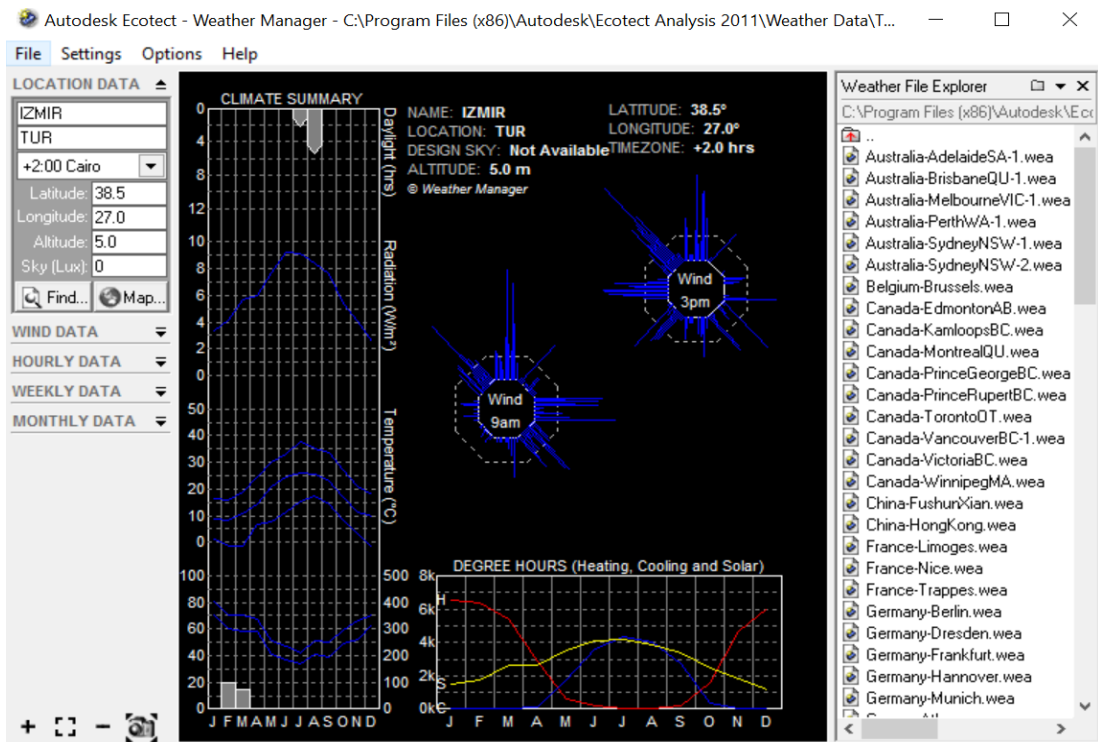 Autodesk Ecotect - Weather Manager - C:\Program Files (x86)\Autodesk\Ecotect Analysis 2011\Weather Data\T...
File Settings Options Help
LOCATION DATA
IZMIR
TUR
+2:00 Cairo
Latitude: 38.5
Longitude: 27.0
Altitude: 5.0
Sky (Lux): 0
Find... Map...
WIND DATA
HOURLY DATA
WEEKLY DATA
MONTHLY DATA
CLIMATE SUMMARY
0
4
8
12
Daylight (hrs)
10
8
6
4
2
0
Radiation (W/m²)
50
40
30
20
10
0
Temperature (°C)
100
80
60
40
20
0
500
400
300
200
100
0
J F M A M J J A S O N D
NAME: IZMIR
LOCATION: TUR
DESIGN SKY: Not Available
ALTITUDE: 5.0 m
© Weather Manager
LATITUDE: 38.5°
LONGITUDE: 27.0°
TIMEZONE: +2.0 hrs
Wind
3pm
Wind
9am
DEGREE HOURS (Heating, Cooling and Solar)
8k
6k
4k
2k
0k
H
S
C
J F M A M J J A S O N D
Weather File Explorer
C:\Program Files (x86)\Autodesk\Ecc
..
Australia-AdelaideSA-1.wea
Australia-BrisbaneQU-1.wea
Australia-MelbourneVIC-1.wea
Australia-PerthWA-1.wea
Australia-SydneyNSW-1.wea
Australia-SydneyNSW-2.wea
Belgium-Brussels.wea
Canada-EdmontonAB.wea
Canada-KamloopsBC.wea
Canada-MontrealQU.wea
Canada-PrinceGeorgeBC.wea
Canada-PrinceRupertBC.wea
Canada-TorontoOT.wea
Canada-VancouverBC-1.wea
Canada-VictoriaBC.wea
Canada-WinnipegMA.wea
China-FushunXian.wea
China-HongKong.wea
France-Limoges.wea
France-Nice.wea
France-Trappes.wea
Germany-Berlin.wea
Germany-Dresden.wea
Germany-Frankfurt.wea
Germany-Hannover.wea
Germany-Munich.wea